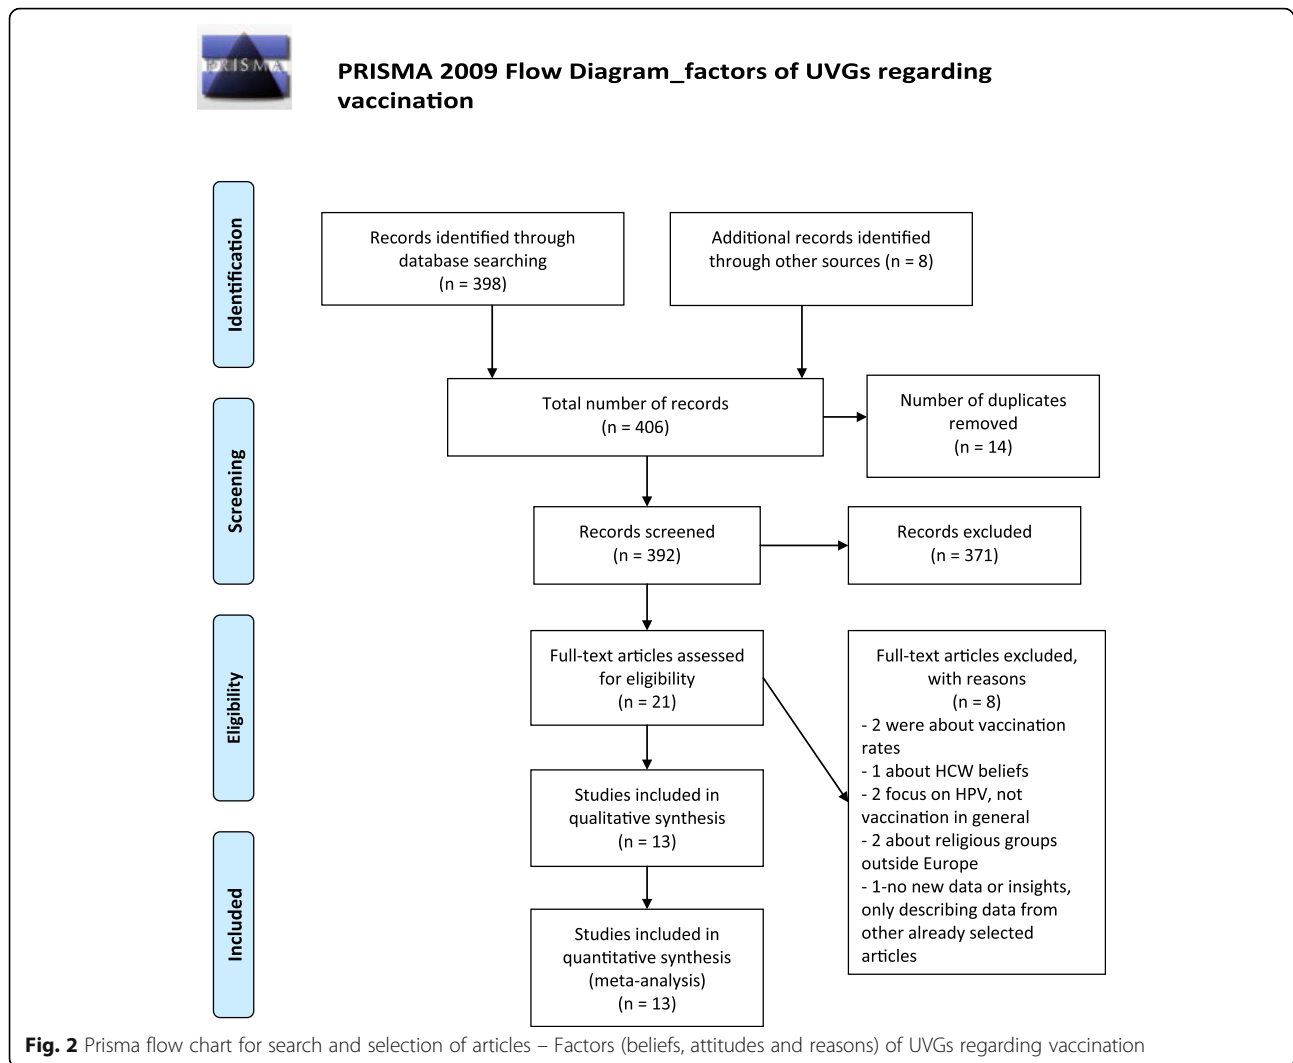 PRISMA
PRISMA 2009 Flow Diagram_factors of UVGs regarding
vaccination
Identification
Records identified through
database searching
(n = 398)
Additional records identified
through other sources (n = 8)
Total number of records
(n = 406)
Number of duplicates
removed
(n = 14)
Screening
Records screened
(n = 392)
Records excluded
(n = 371)
Eligibility
Full-text articles assessed
for eligibility
(n = 21)
Full-text articles excluded,
with reasons
(n = 8)
- 2 were about vaccination
rates
- 1 about HCW beliefs
- 2 focus on HPV, not
vaccination in general
- 2 about religious groups
outside Europe
- 1-no new data or insights,
only describing data from
other already selected
articles
Studies included in
qualitative synthesis
(n = 13)
Included
Studies included in
quantitative synthesis
(meta-analysis)
(n = 13)
Fig. 2 Prisma flow chart for search and selection of articles – Factors (beliefs, attitudes and reasons) of UVGs regarding vaccination